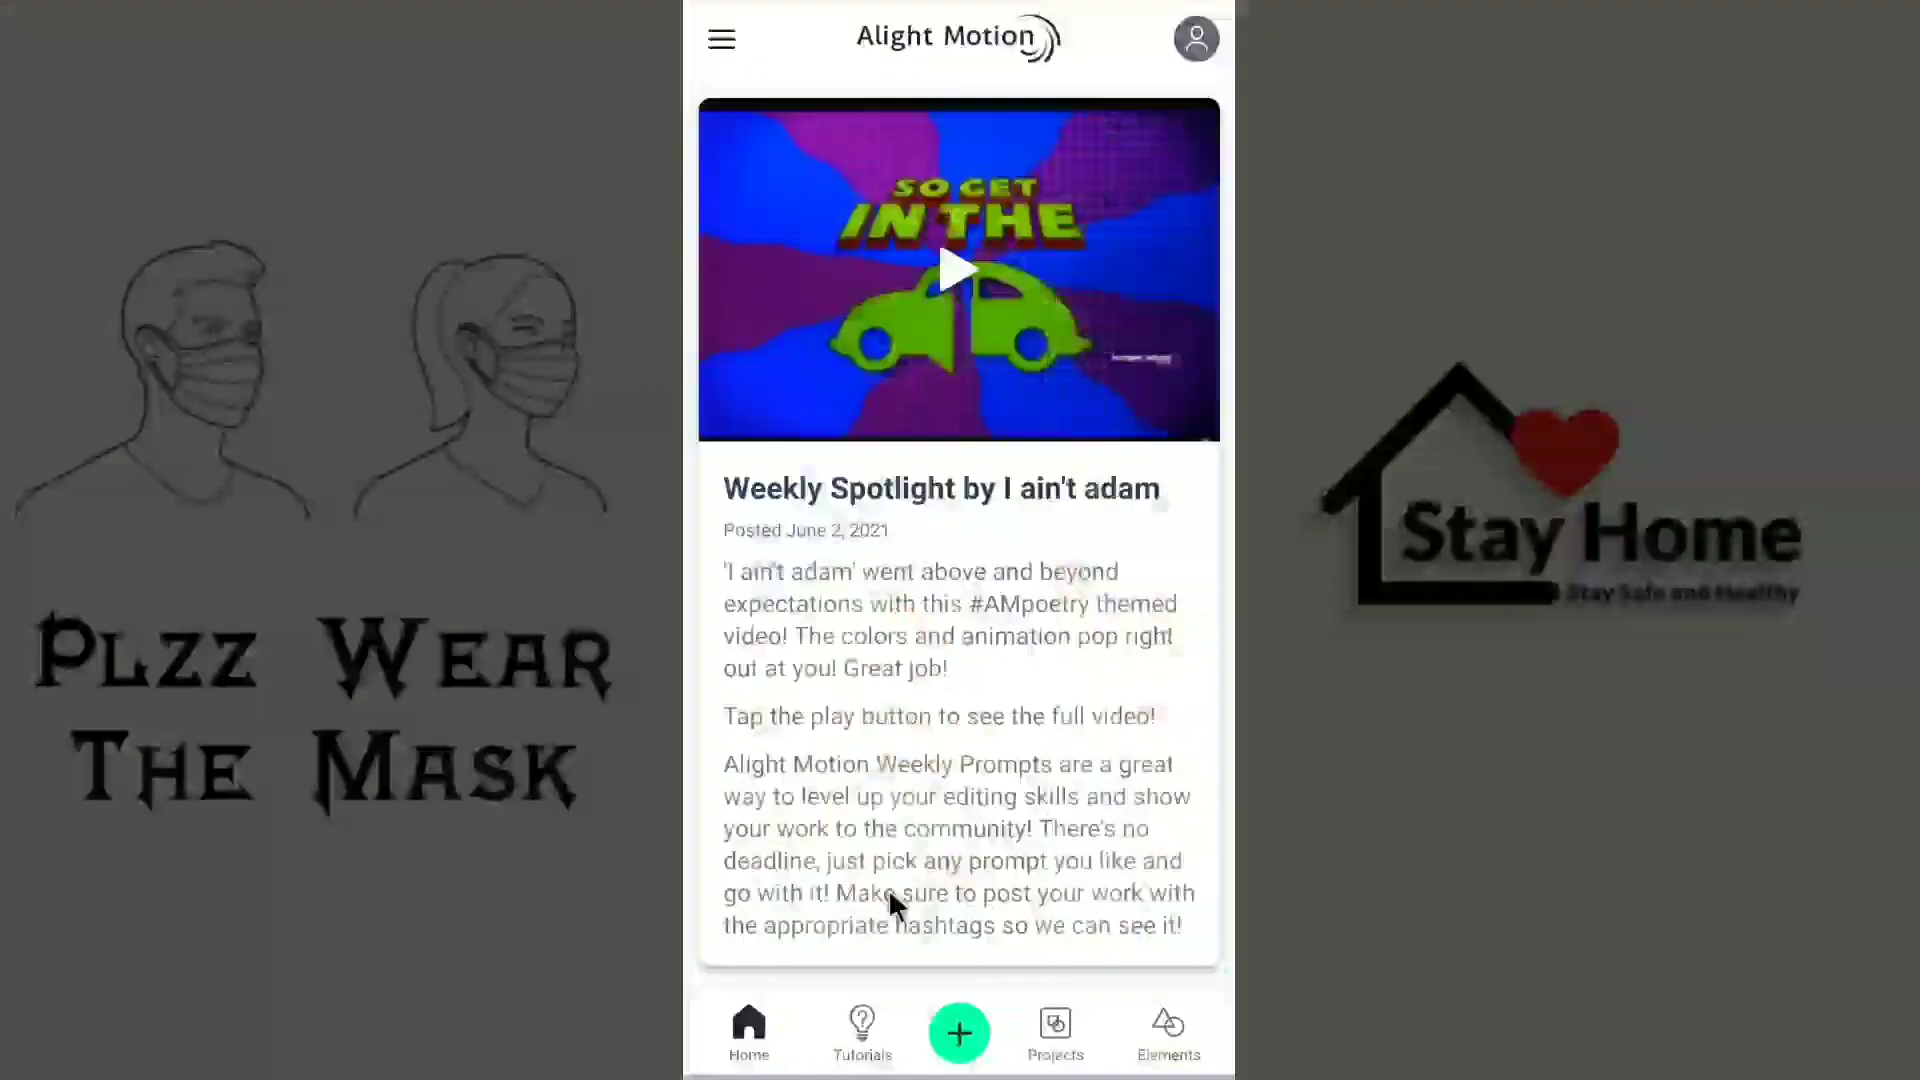 Alight Motion
SO GET
IN THE
Weekly Spotlight by I ain't adam
Posted June 2, 2021
'I ain't adam' went above and beyond
expectations with this #AMpoetry themed
video! The colors and animation pop right
out at you! Great job!
Tap the play button to see the full video!
Alight Motion Weekly Prompts are a great
way to level up your editing skills and show
your work to the community! There's no
deadline, just pick any prompt you like and
go with it! Make sure to post your work with
the appropriate hashtags so we can see it!
Home
Tutorials
Projects
Elements
Plzz Wear
The Mask
Stay Home
Stay Safe and Healthy